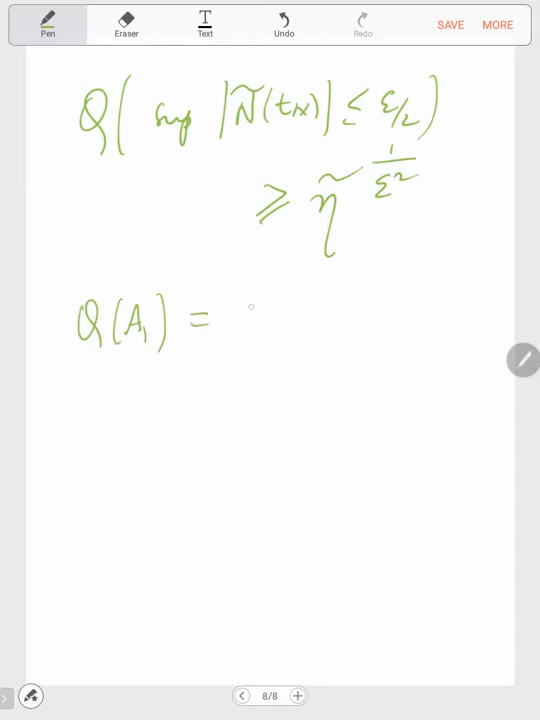 Pen Eraser Text Undo Redo SAVE MORE
Q( sup |Ñ(t,x)| ≤ ε/2 )
≥ η̃^{1/ε²}
Q(A₁) =
8/8